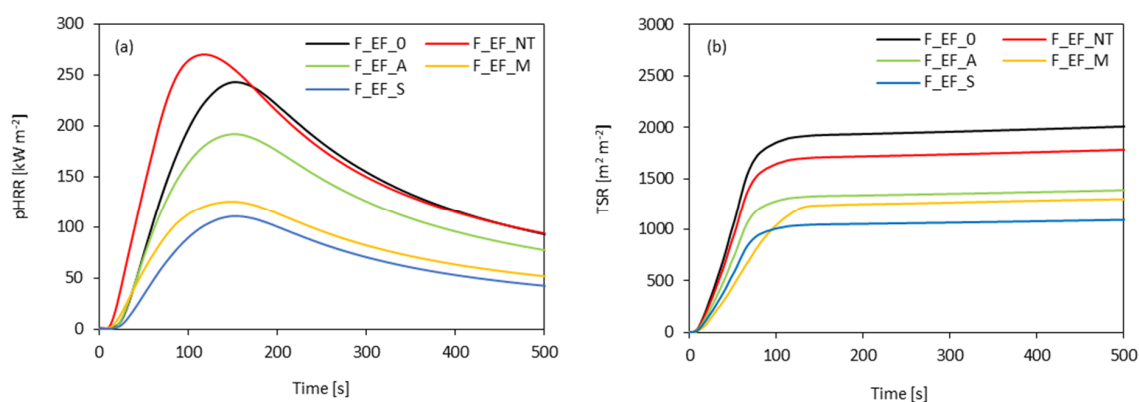 (a)
F_EF_0
F_EF_NT
F_EF_A
F_EF_M
F_EF_S
pHRR [kW m⁻²]
300
250
200
150
100
50
0
0 100 200 300 400 500
Time [s]
(b)
F_EF_0
F_EF_NT
F_EF_A
F_EF_M
F_EF_S
TSR [m² m⁻²]
3000
2500
2000
1500
1000
500
0
0 100 200 300 400 500
Time [s]